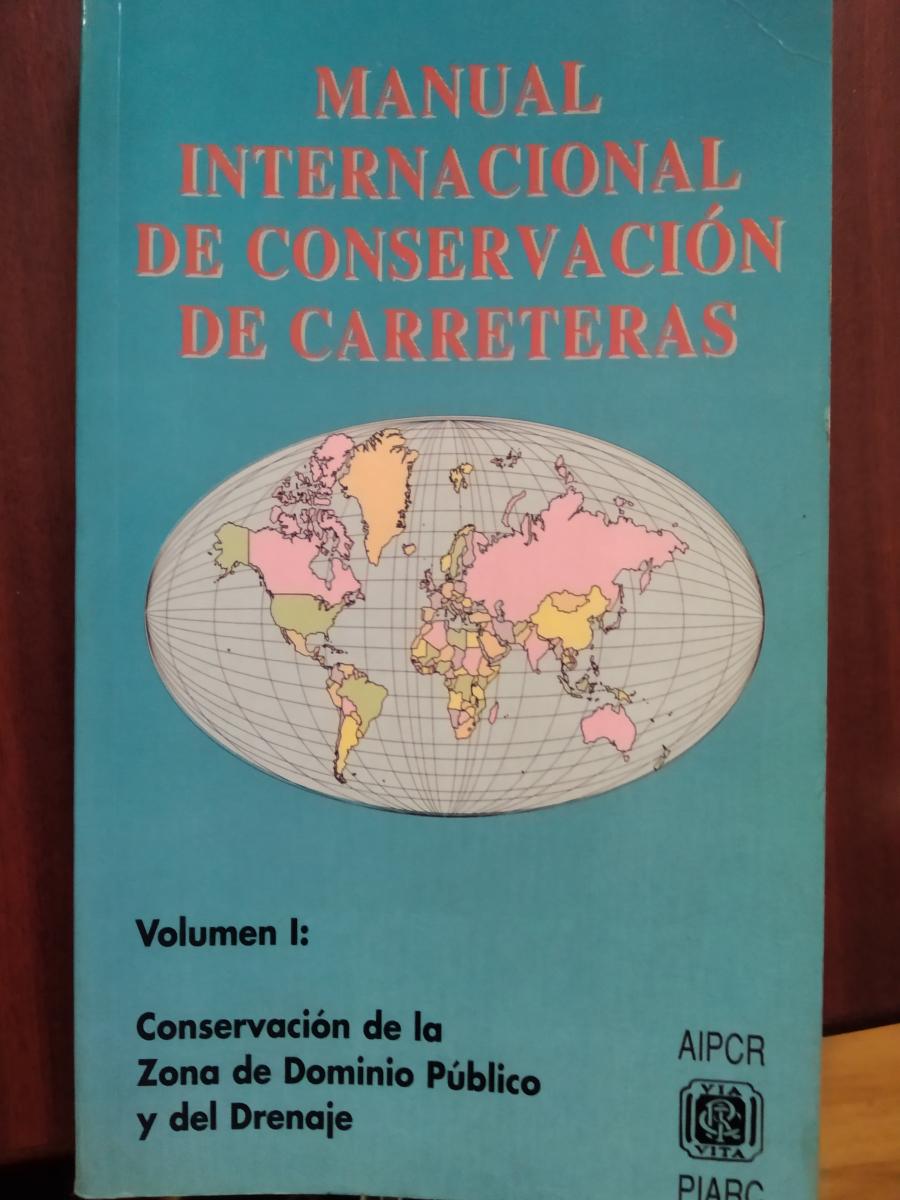 MANUAL
INTERNACIONAL
DE CONSERVACIÓN
DE CARRETERAS
Volumen I:
Conservación de la
Zona de Dominio Público
y del Drenaje
AIPCR
VIA
VITA
PIARC